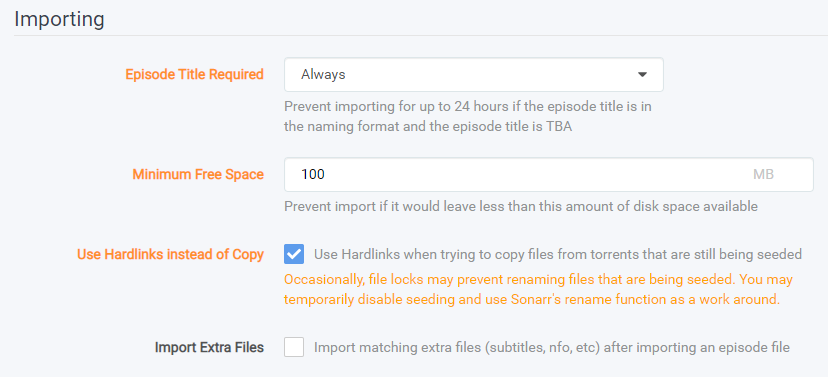 Importing
Episode Title Required
Always
Prevent importing for up to 24 hours if the episode title is in
the naming format and the episode title is TBA
Minimum Free Space
100
MB
Prevent import if it would leave less than this amount of disk space available
Use Hardlinks instead of Copy
Use Hardlinks when trying to copy files from torrents that are still being seeded
Occasionally, file locks may prevent renaming files that are being seeded. You may
temporarily disable seeding and use Sonarr's rename function as a work around.
Import Extra Files
Import matching extra files (subtitles, nfo, etc) after importing an episode file